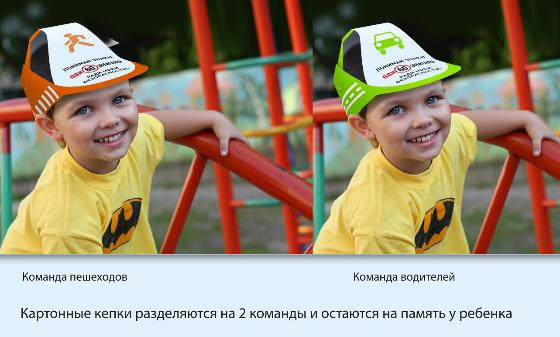 Команда пешеходов
Команда водителей
Картонные кепки разделяются на 2 команды и остаются на память у ребенка